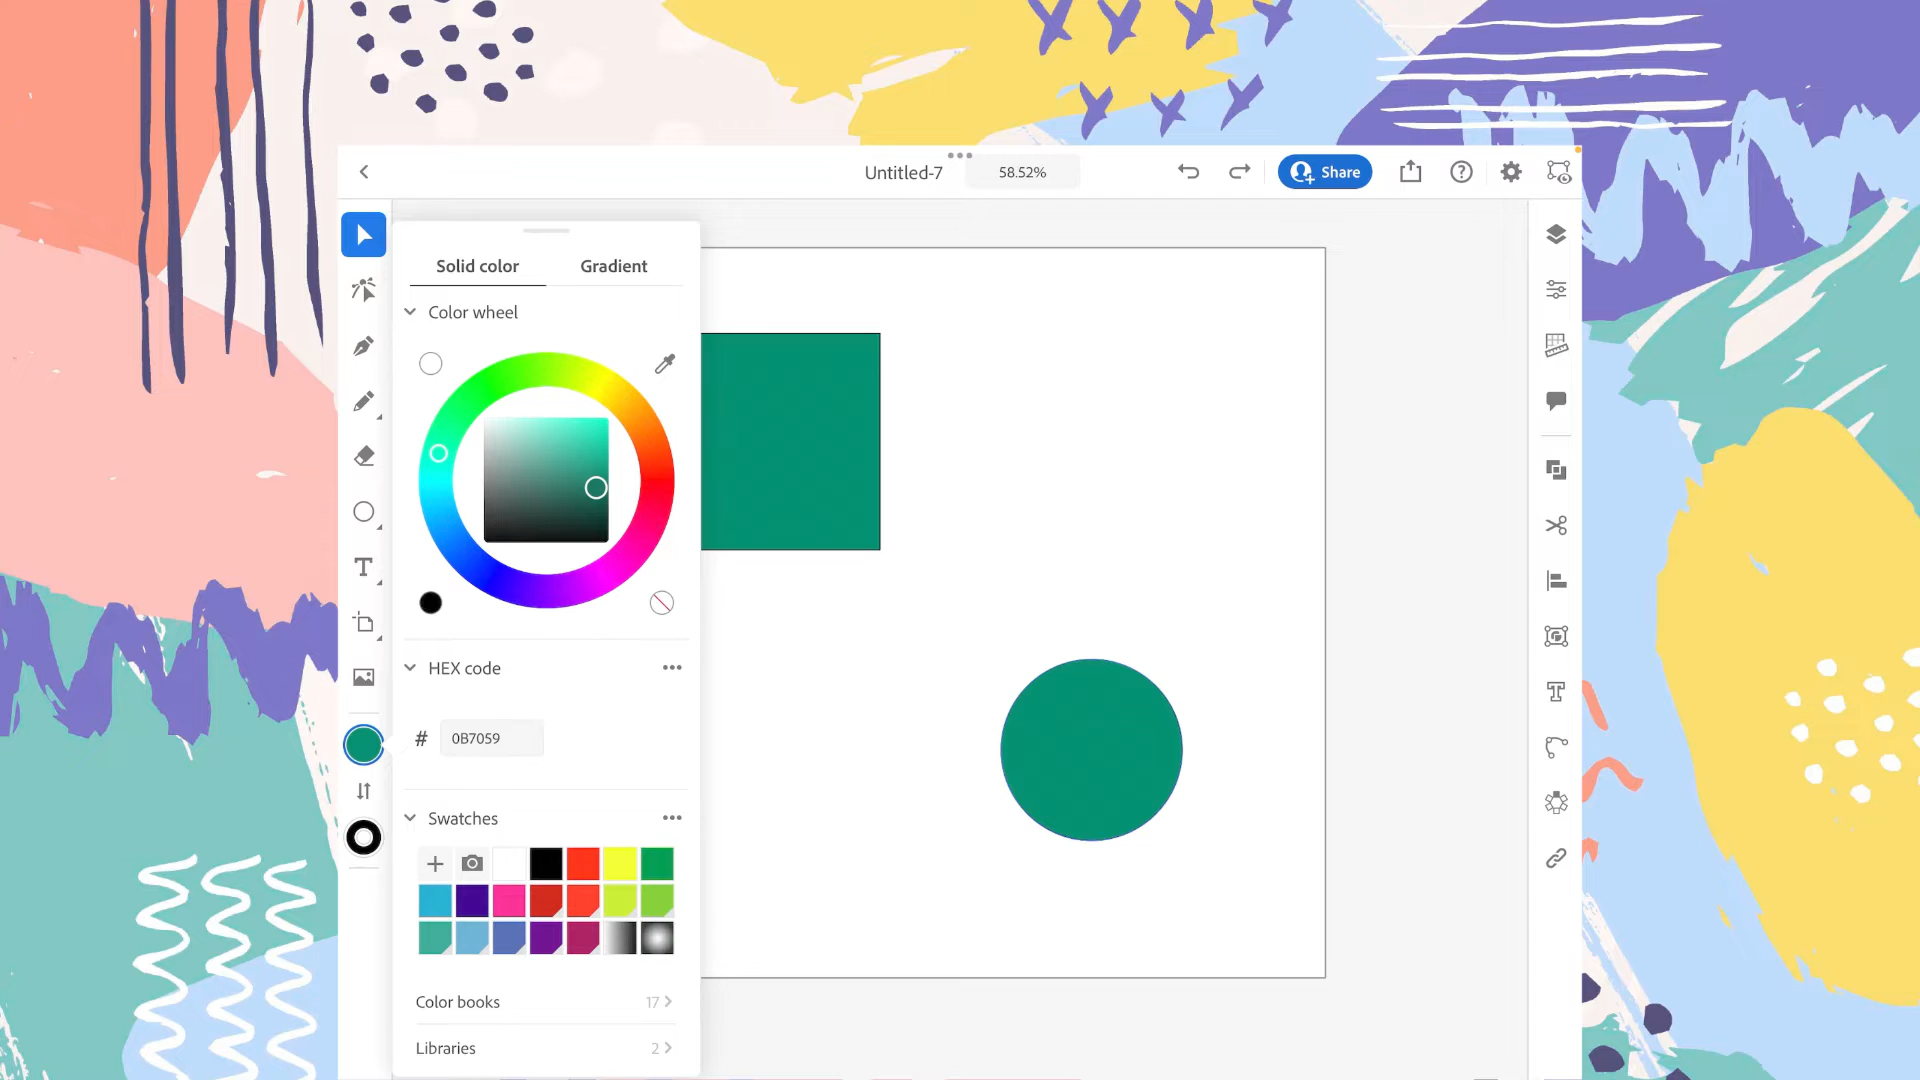 Untitled-7
58.52%
Share
Solid color
Gradient
Color wheel
HEX code
# 0B7059
Swatches
Color books
17
Libraries
2